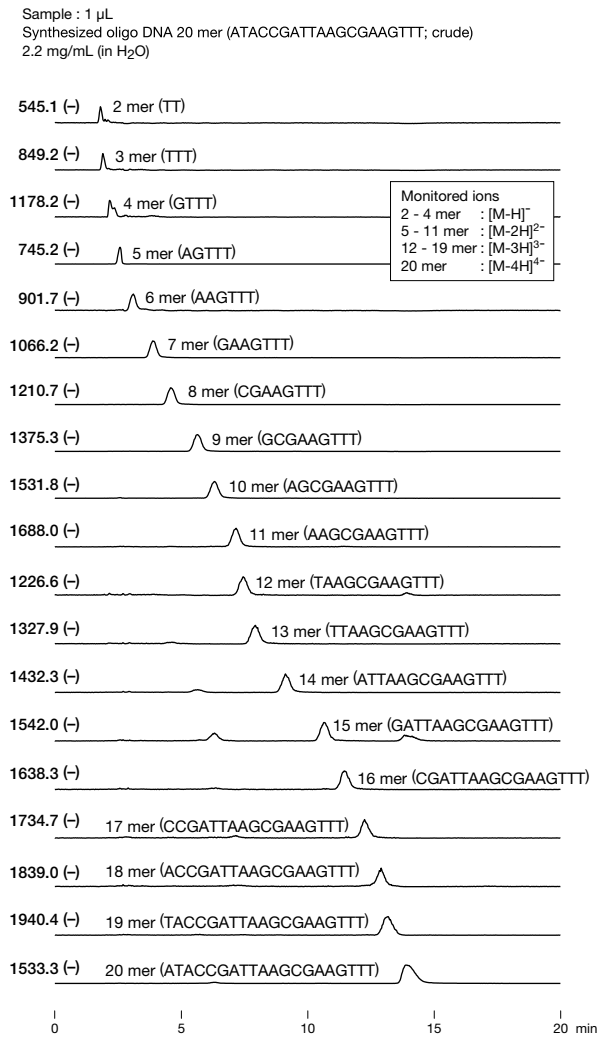 Sample : 1 µL
Synthesized oligo DNA 20 mer (ATACCGATTAAGCGAAGTTT; crude)
2.2 mg/mL (in H₂O)
545.1 (–) 2 mer (TT)
849.2 (–) 3 mer (TTT)
1178.2 (–) 4 mer (GTTT)
Monitored ions
2 - 4 mer : [M-H]⁻
5 - 11 mer : [M-2H]²⁻
12 - 19 mer : [M-3H]³⁻
20 mer : [M-4H]⁴⁻
745.2 (–) 5 mer (AGTTT)
901.7 (–) 6 mer (AAGTTT)
1066.2 (–) 7 mer (GAAGTTT)
1210.7 (–) 8 mer (CGAAGTTT)
1375.3 (–) 9 mer (GCGAAGTTT)
1531.8 (–) 10 mer (AGCGAAGTTT)
1688.0 (–) 11 mer (AAGCGAAGTTT)
1226.6 (–) 12 mer (TAAGCGAAGTTT)
1327.9 (–) 13 mer (TTAAGCGAAGTTT)
1432.3 (–) 14 mer (ATTAAGCGAAGTTT)
1542.0 (–) 15 mer (GATTAAGCGAAGTTT)
1638.3 (–) 16 mer (CGATTAAGCGAAGTTT)
1734.7 (–) 17 mer (CCGATTAAGCGAAGTTT)
1839.0 (–) 18 mer (ACCGATTAAGCGAAGTTT)
1940.4 (–) 19 mer (TACCGATTAAGCGAAGTTT)
1533.3 (–) 20 mer (ATACCGATTAAGCGAAGTTT)
0 5 10 15 20 min